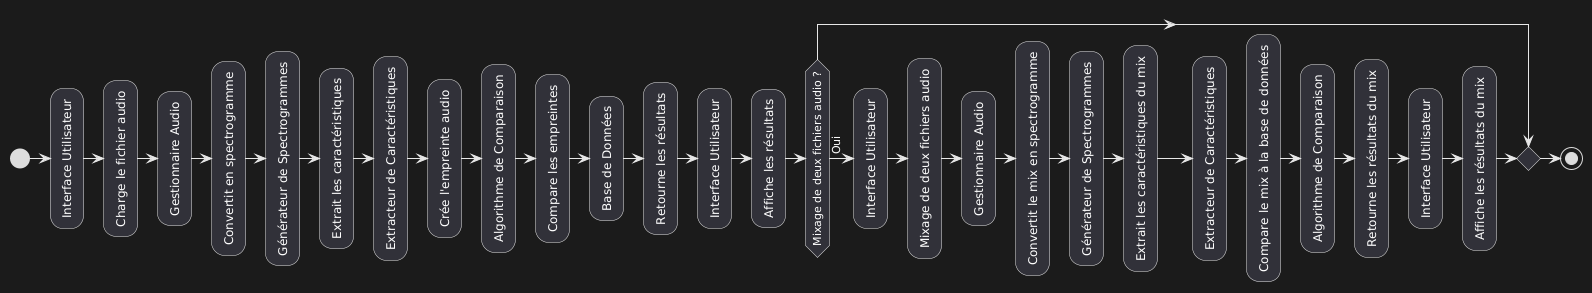 Interface Utilisateur
Charge le fichier audio
Gestionnaire Audio
Convertit en spectrogramme
Générateur de Spectrogrammes
Extrait les caractéristiques
Extracteur de Caractéristiques
Crée l'empreinte audio
Algorithme de Comparaison
Compare les empreintes
Base de Données
Retourne les résultats
Interface Utilisateur
Affiche les résultats
Mixage de deux fichiers audio ?
Oui
Interface Utilisateur
Mixage de deux fichiers audio
Gestionnaire Audio
Convertit le mix en spectrogramme
Générateur de Spectrogrammes
Extrait les caractéristiques du mix
Extracteur de Caractéristiques
Compare le mix à la base de données
Algorithme de Comparaison
Retourne les résultats du mix
Interface Utilisateur
Affiche les résultats du mix